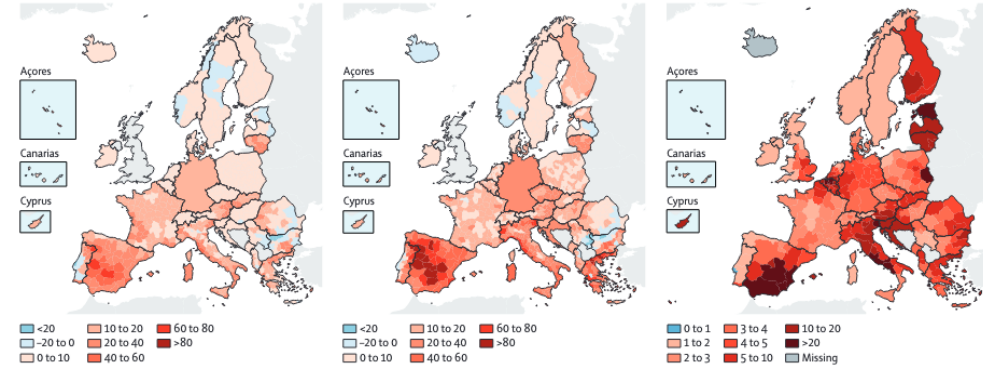 Açores
Canarias
Cyprus
<20
–20 to 0
0 to 10
10 to 20
20 to 40
40 to 60
60 to 80
>80
Açores
Canarias
Cyprus
<20
–20 to 0
0 to 10
10 to 20
20 to 40
40 to 60
60 to 80
>80
Açores
Canarias
Cyprus
0 to 1
1 to 2
2 to 3
3 to 4
4 to 5
5 to 10
10 to 20
>20
Missing